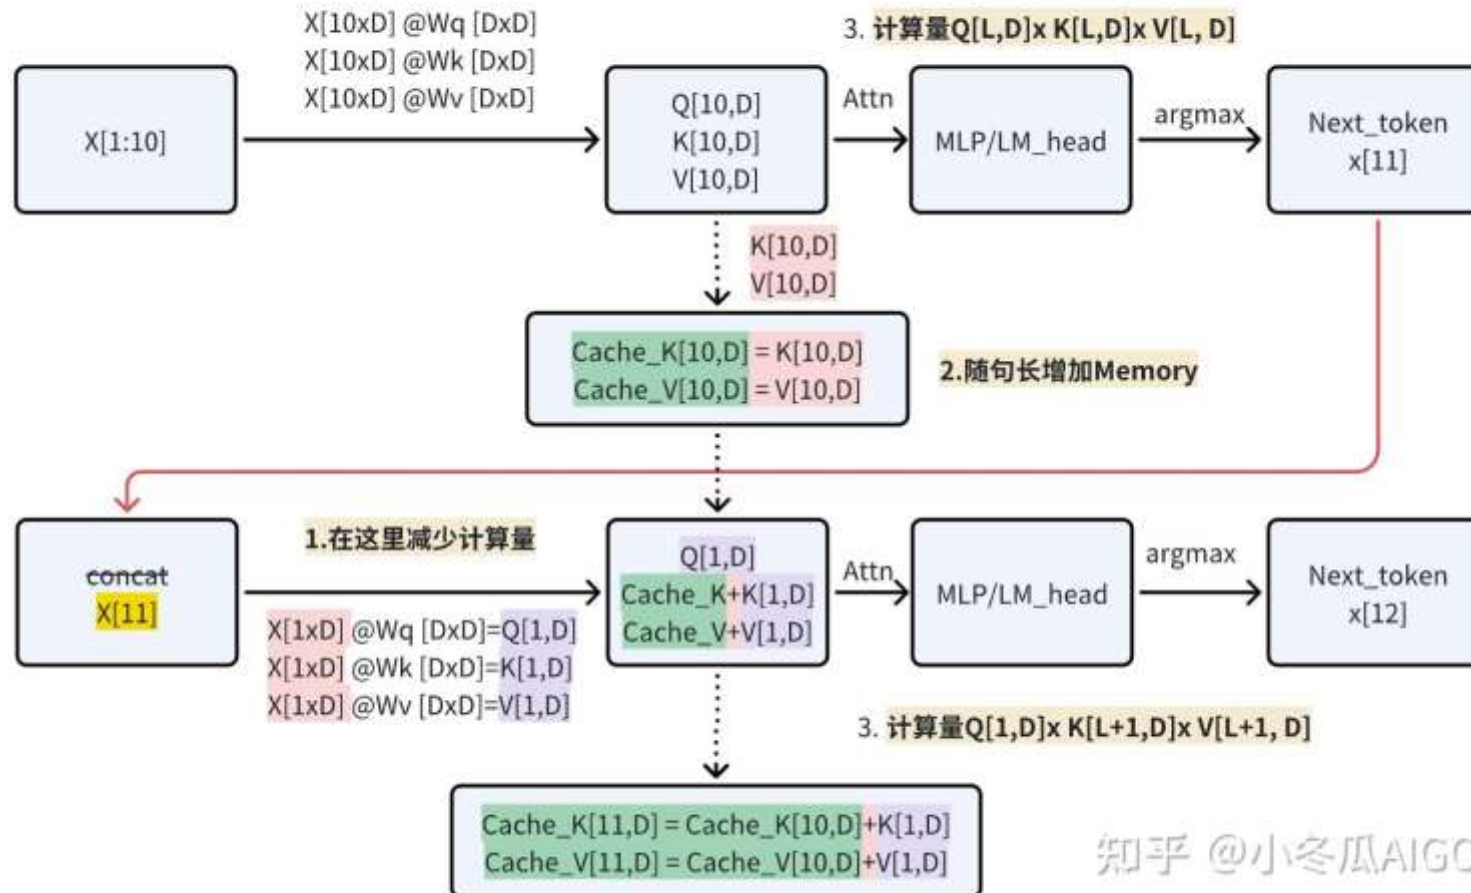 X[10xD] @Wq [DxD]
X[10xD] @Wk [DxD]
X[10xD] @Wv [DxD]
3. 计算量Q[L,D]x K[L,D]x V[L, D]
X[1:10]
Q[10,D]
K[10,D]
V[10,D]
Attn
MLP/LM_head
argmax
Next_token
x[11]
K[10,D]
V[10,D]
Cache_K[10,D] = K[10,D]
Cache_V[10,D] = V[10,D]
2.随句长增加Memory
concat
X[11]
1.在这里减少计算量
X[1xD] @Wq [DxD]=Q[1,D]
X[1xD] @Wk [DxD]=K[1,D]
X[1xD] @Wv [DxD]=V[1,D]
Q[1,D]
Cache_K+K[1,D]
Cache_V+V[1,D]
Attn
MLP/LM_head
argmax
Next_token
x[12]
3. 计算量Q[1,D]x K[L+1,D]x V[L+1, D]
Cache_K[11,D] = Cache_K[10,D]+K[1,D]
Cache_V[11,D] = Cache_V[10,D]+V[1,D]
知乎 @小冬瓜AIGC